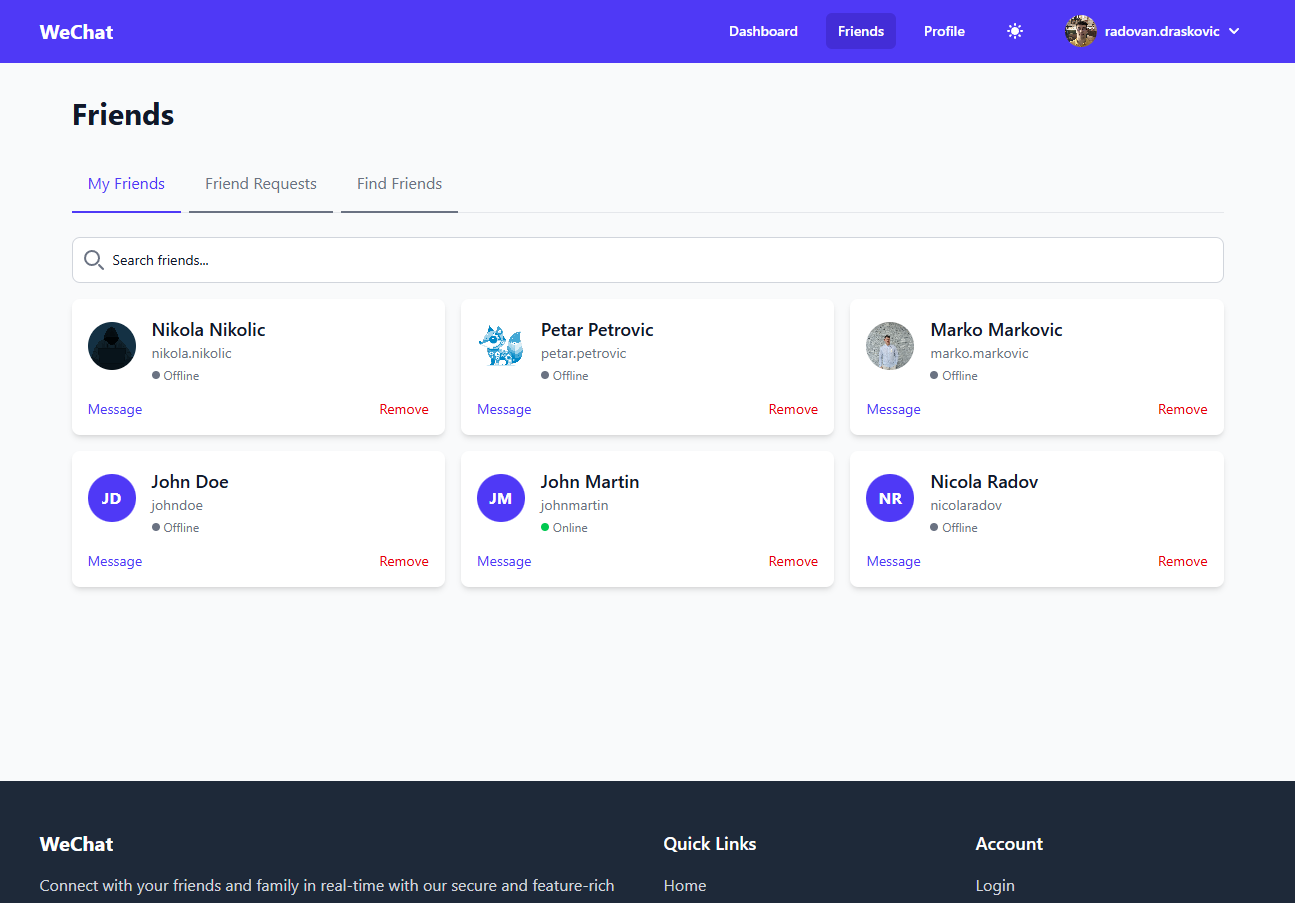 WeChat
Dashboard
Friends
Profile
radovan.draskovic
Friends
My Friends
Friend Requests
Find Friends
Search friends...
Nikola Nikolic
nikola.nikolic
Offline
Message
Remove
Petar Petrovic
petar.petrovic
Offline
Message
Remove
Marko Markovic
marko.markovic
Offline
Message
Remove
JD
John Doe
johndoe
Offline
Message
Remove
JM
John Martin
johnmartin
Online
Message
Remove
NR
Nicola Radov
nicolaradov
Offline
Message
Remove
WeChat
Connect with your friends and family in real-time with our secure and feature-rich
Quick Links
Home
Account
Login